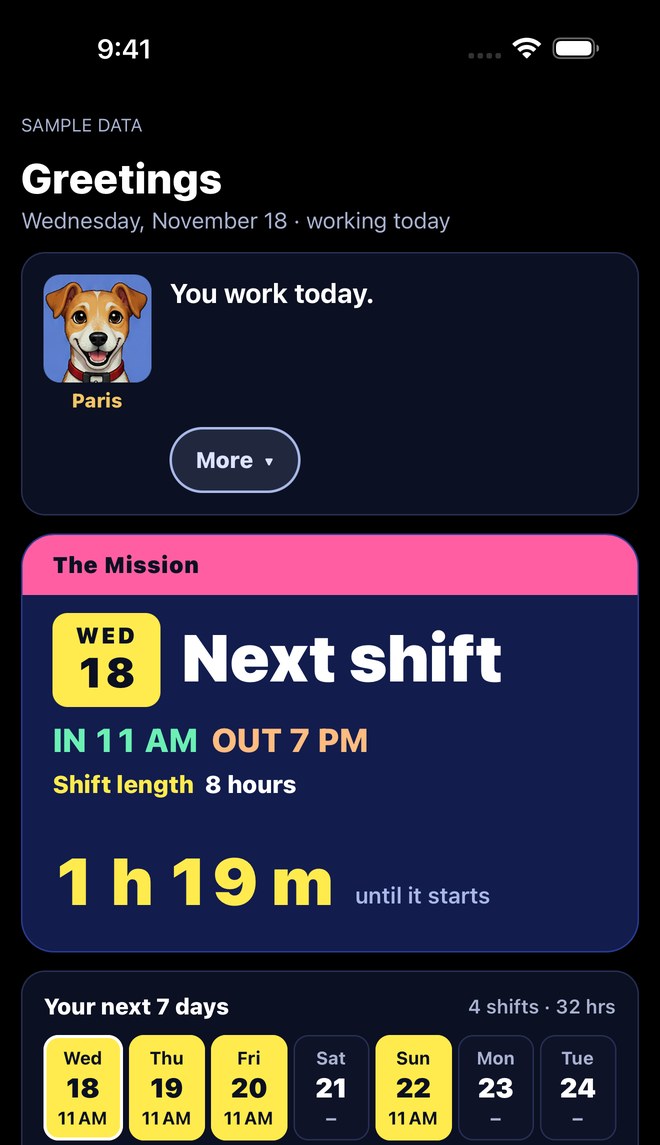 9:41
SAMPLE DATA
Greetings
Wednesday, November 18 · working today
You work today.
Paris
More ▾
The Mission
WED
18
Next shift
IN 11 AM OUT 7 PM
Shift length 8 hours
1 h 19 m until it starts
Your next 7 days 4 shifts · 32 hrs
Wed Thu Fri Sat Sun Mon Tue
18 19 20 21 22 23 24
11 AM 11 AM 11 AM – 11 AM – –